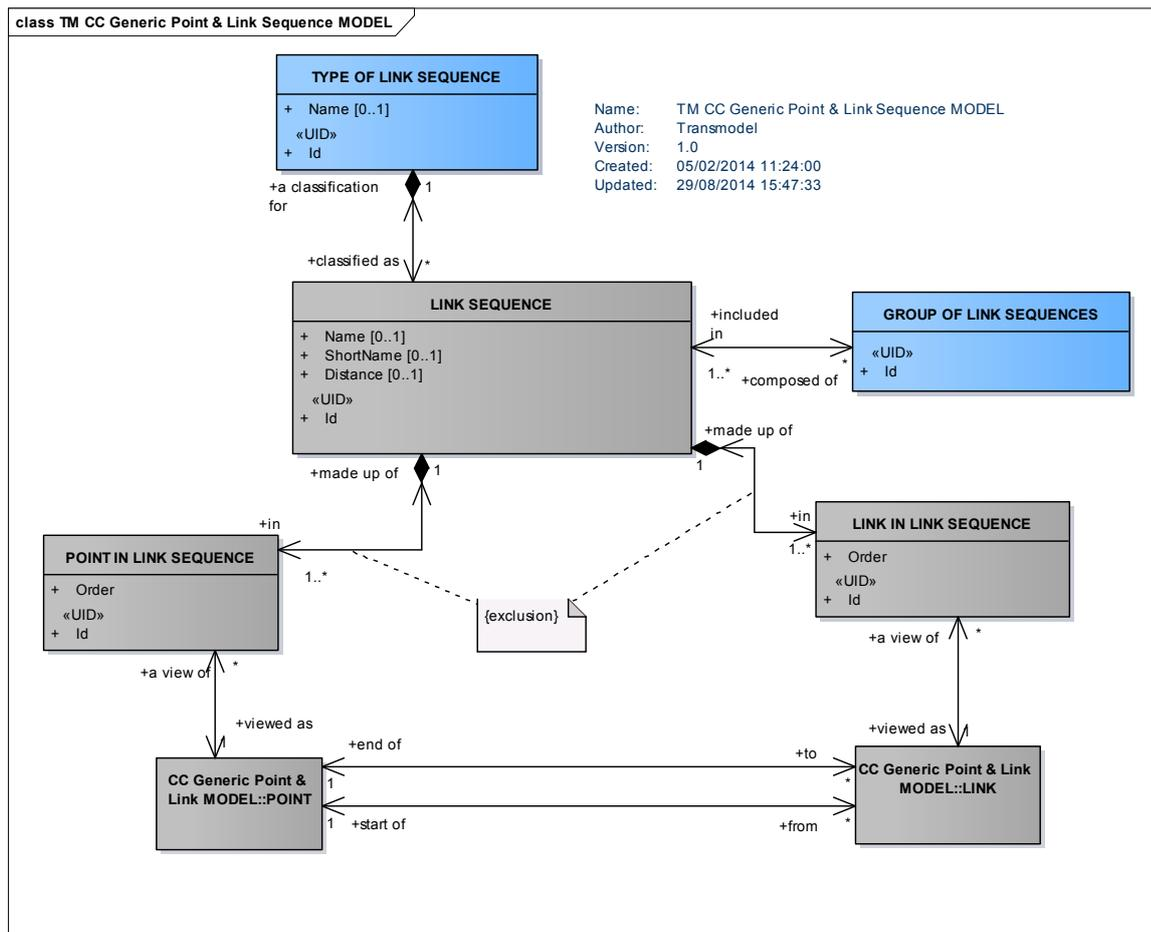 class TM CC Generic Point & Link Sequence MODEL
TYPE OF LINK SEQUENCE
+ Name [0..1]
«UID»
+ Id
Name: TM CC Generic Point & Link Sequence MODEL
Author: Transmodel
Version: 1.0
Created: 05/02/2014 11:24:00
Updated: 29/08/2014 15:47:33
+a classification
for
1
+classified as
*
LINK SEQUENCE
+ Name [0..1]
+ ShortName [0..1]
+ Distance [0..1]
«UID»
+ Id
+included
in
1..*
*
+composed of
GROUP OF LINK SEQUENCES
«UID»
+ Id
+made up of
1
+made up of
1
+in
1..*
+in
1..*
POINT IN LINK SEQUENCE
+ Order
«UID»
+ Id
{exclusion}
LINK IN LINK SEQUENCE
+ Order
«UID»
+ Id
+a view of
*
+viewed as
1
+a view of
*
+viewed as
1
CC Generic Point &
Link MODEL::POINT
+end of
1
+to
*
+start of
1
+from
*
CC Generic Point & Link
MODEL::LINK